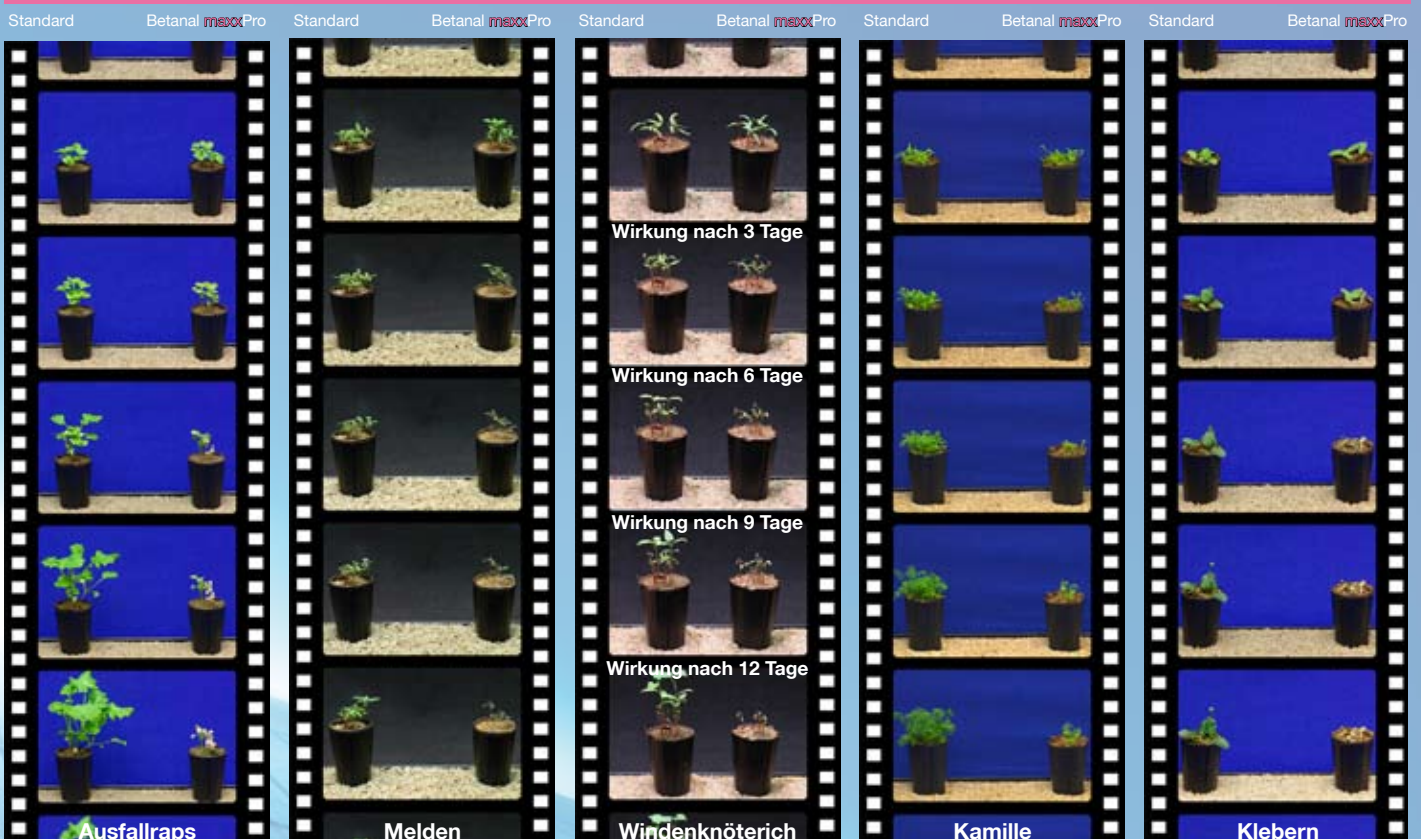 Standard Betanal maxxPro Standard Betanal maxxPro Standard Betanal maxxPro Standard Betanal maxxPro Standard Betanal maxxPro
Wirkung nach 3 Tage
Wirkung nach 6 Tage
Wirkung nach 9 Tage
Wirkung nach 12 Tage
Ausfallraps Melden Windenknöterich Kamille Klebern